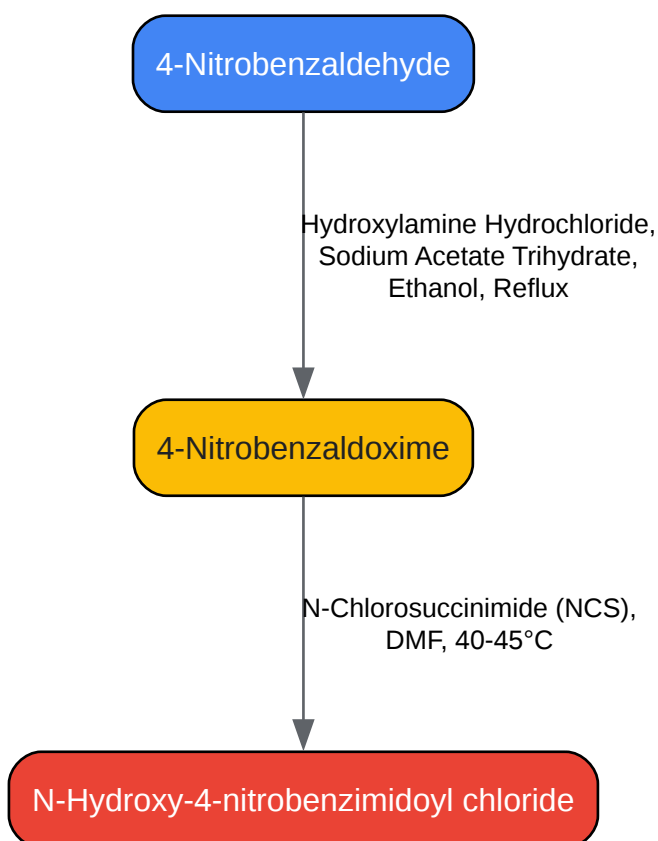 4-Nitrobenzaldehyde
Hydroxylamine Hydrochloride,
Sodium Acetate Trihydrate,
Ethanol, Reflux
4-Nitrobenzaldoxime
N-Chlorosuccinimide (NCS),
DMF, 40-45°C
N-Hydroxy-4-nitrobenzimidoyl chloride